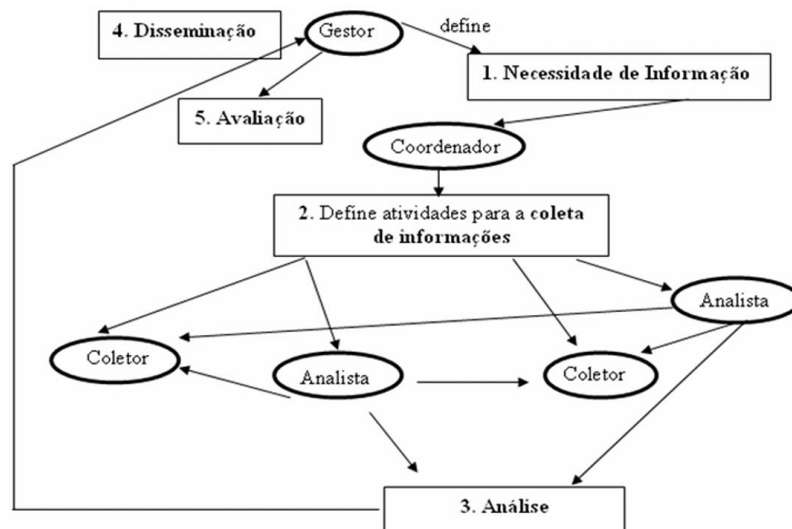 4. Disseminação
Gestor
define
1. Necessidade de Informação
5. Avaliação
Coordenador
2. Define atividades para a coleta
de informações
Analista
Coletor
Analista
Coletor
3. Análise